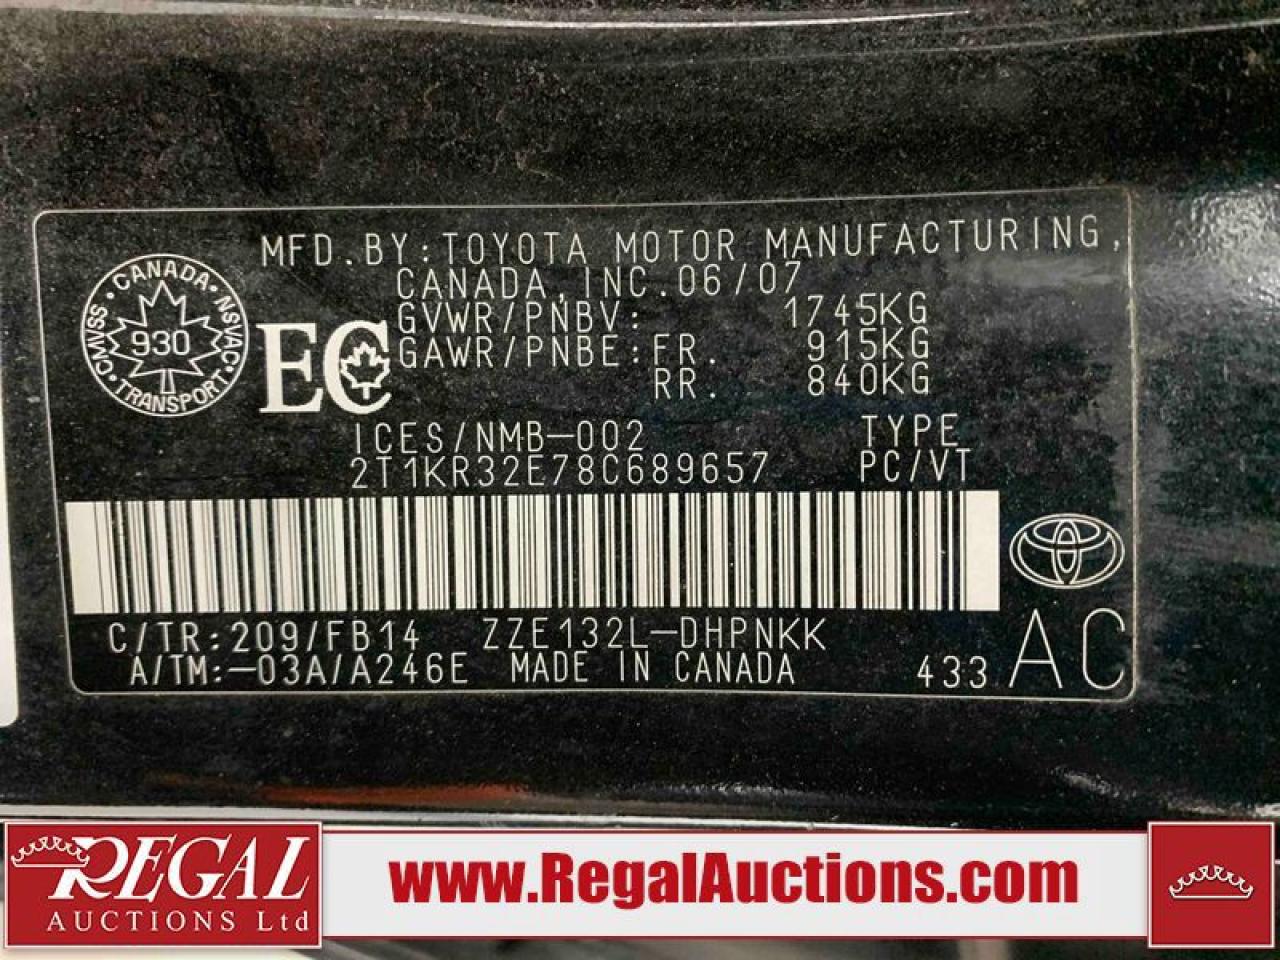 MFD.BY:TOYOTA MOTOR MANUFACTURING,
CANADA, INC.06/07
GVWR/PNBV: 1745KG
GAWR/PNBE:FR. 915KG
RR. 840KG
CMVSS • CANADA • NSVAC • TRANSPORT •
930
EC
ICES/NMB-002 TYPE
2T1KR32E78C689657 PC/VT
C/TR:209/FB14 ZZE132L-DHPNKK
A/TM:-03A/A246E MADE IN CANADA 433 AC
REGAL
AUCTIONS Ltd
www.RegalAuctions.com